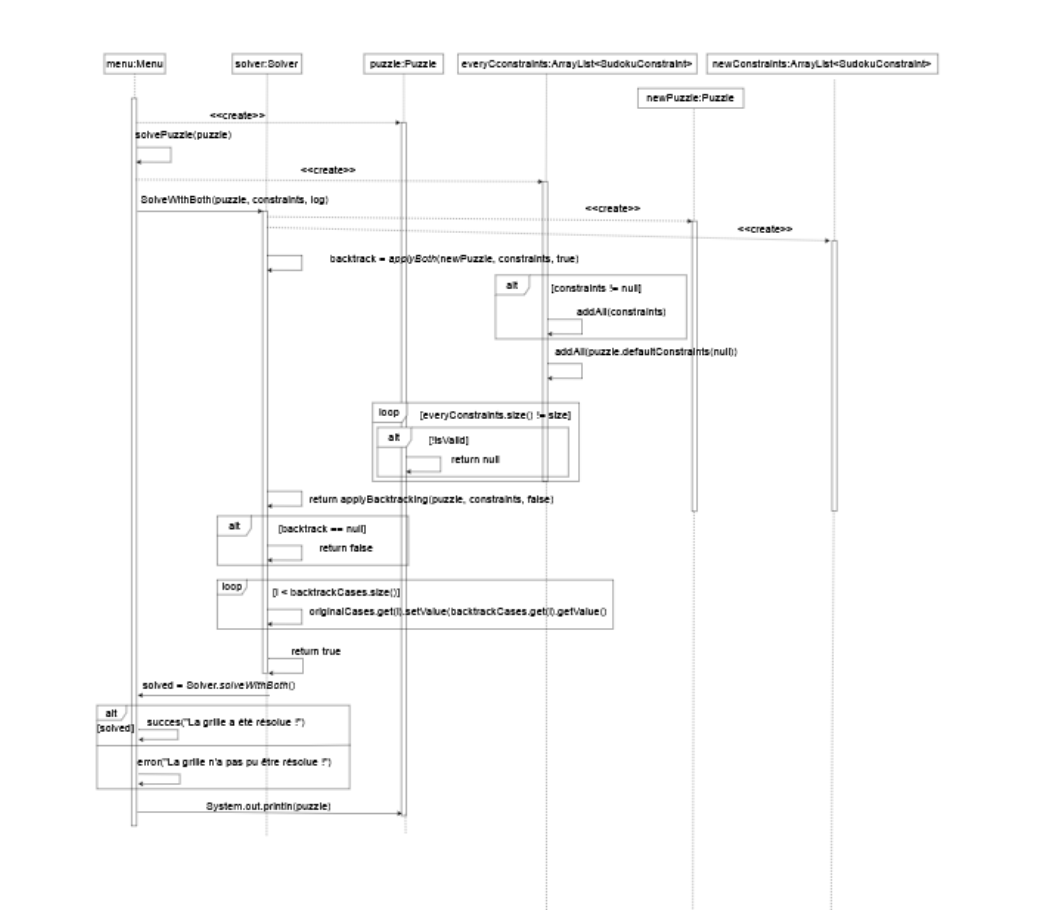 menu:Menu
solver:Solver
puzzle:Puzzle
everyCconstraints:ArrayList<SudokuConstraint>
newConstraints:ArrayList<SudokuConstraint>
newPuzzle:Puzzle
<<create>>
solvePuzzle(puzzle)
<<create>>
SolveWithBoth(puzzle, constraints, log)
<<create>>
<<create>>
backtrack = applyBoth(newPuzzle, constraints, true)
alt
[constraints != null]
addAll(constraints)
addAll(puzzle.defaultConstraints(null))
loop
[everyConstraints.size() != size]
alt
[!isValid]
return null
return applyBacktracking(puzzle, constraints, false)
alt
[backtrack == null]
return false
loop
[i < backtrackCases.size()]
originalCases.get(i).setValue(backtrackCases.get(i).getValue()
return true
solved = Solver.solveWithBoth()
alt
[solved]
succes("La grille a été résolue !")
error("La grille n'a pas pu être résolue !")
System.out.println(puzzle)